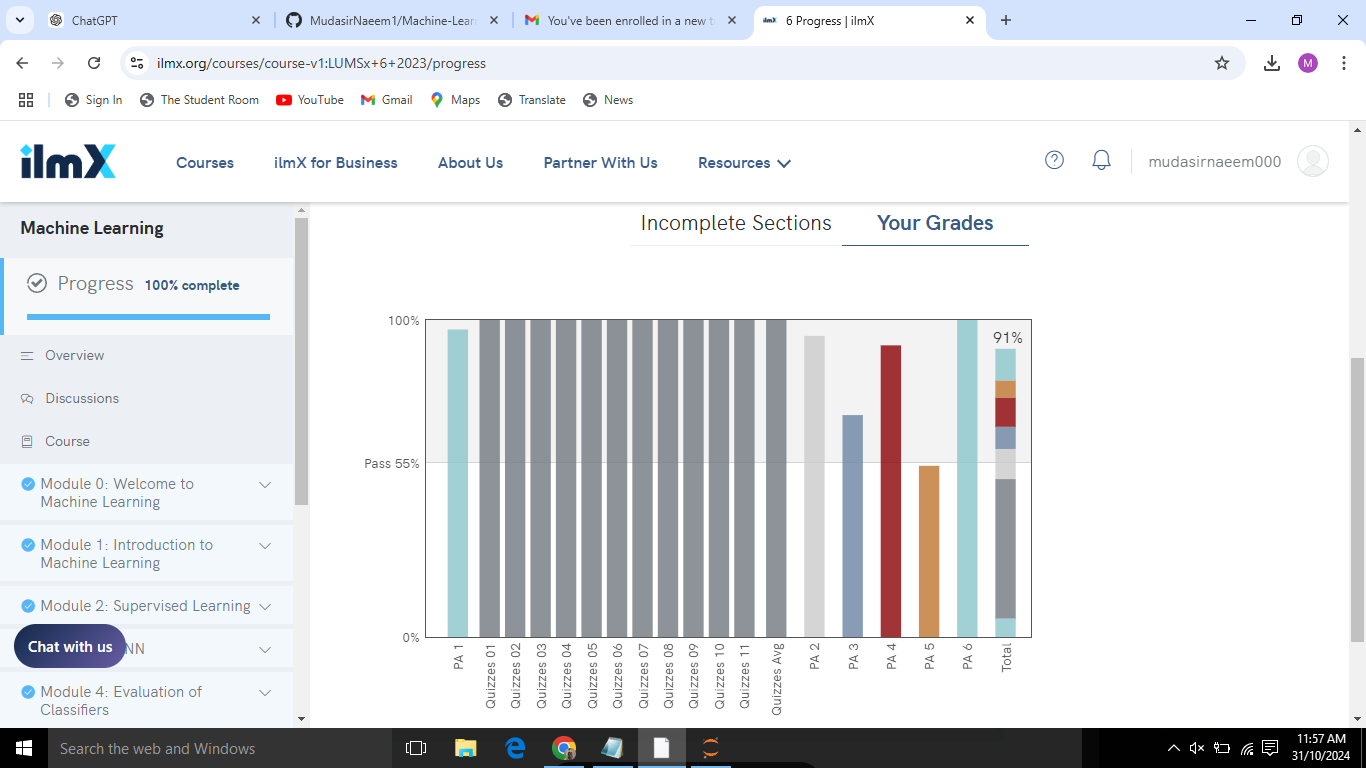 ChatGPT
MudasirNaeem1/Machine-Lear
You've been enrolled in a new t
ilmX
6 Progress | ilmX
ilmx.org/courses/course-v1:LUMSx+6+2023/progress
M
Sign In
The Student Room
YouTube
Gmail
Maps
Translate
News
ilmX
Courses
ilmX for Business
About Us
Partner With Us
Resources
mudasirnaeem000
Machine Learning
Progress 100% complete
Overview
Discussions
Course
Module 0: Welcome to
Machine Learning
Module 1: Introduction to
Machine Learning
Module 2: Supervised Learning
NN
Module 4: Evaluation of
Classifiers
Chat with us
Incomplete Sections
Your Grades
100%
Pass 55%
0%
91%
PA 1
Quizzes 01
Quizzes 02
Quizzes 03
Quizzes 04
Quizzes 05
Quizzes 06
Quizzes 07
Quizzes 08
Quizzes 09
Quizzes 10
Quizzes 11
Quizzes Avg
PA 2
PA 3
PA 4
PA 5
PA 6
Total
Search the web and Windows
11:57 AM
31/10/2024